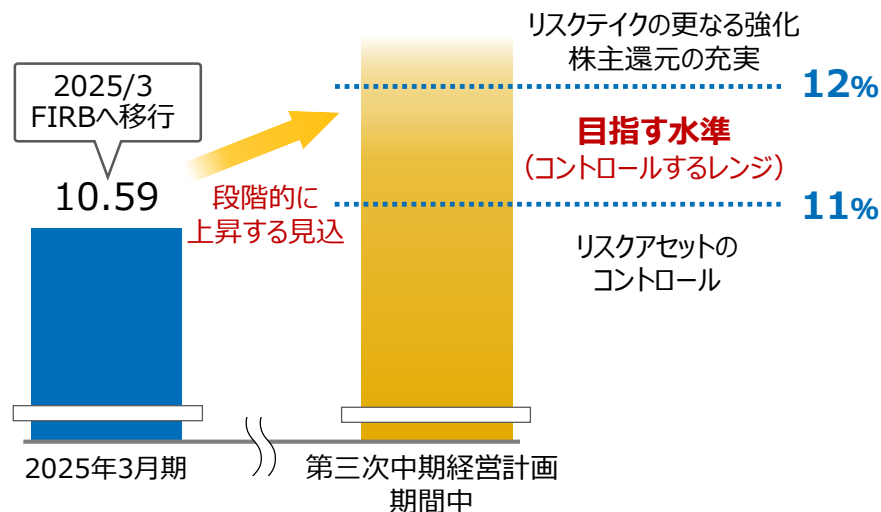 リスクテイクの更なる強化
株主還元の充実
12%
2025/3
FIRBへ移行
目指す水準
（コントロールするレンジ）
10.59
段階的に
上昇する見込
11%
リスクアセットの
コントロール
2025年3月期
第三次中期経営計画
期間中